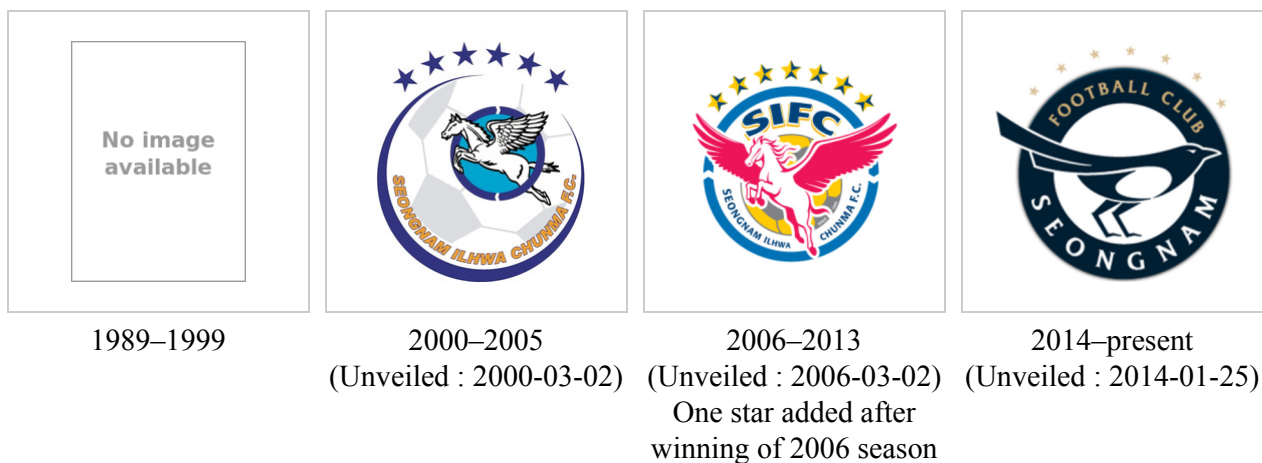 No image
available
SEONGNAM ILHWA CHUNMA F.C.
SIFC
SEONGNAM ILHWA CHUNMA F.C.
FOOTBALL CLUB
SEONGNAM
1989–1999
2000–2005
(Unveiled : 2000-03-02)
2006–2013
(Unveiled : 2006-03-02)
One star added after
winning of 2006 season
2014–present
(Unveiled : 2014-01-25)